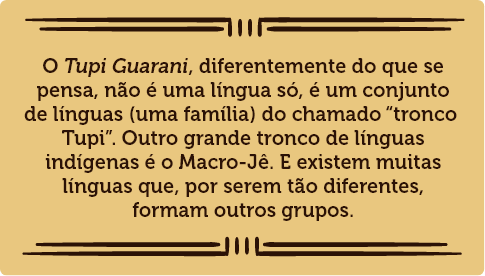 O Tupi Guarani, diferentemente do que se
pensa, não é uma língua só, é um conjunto
de línguas (uma família) do chamado “tronco
Tupi”. Outro grande tronco de línguas
indígenas é o Macro-Jê. E existem muitas
línguas que, por serem tão diferentes,
formam outros grupos.